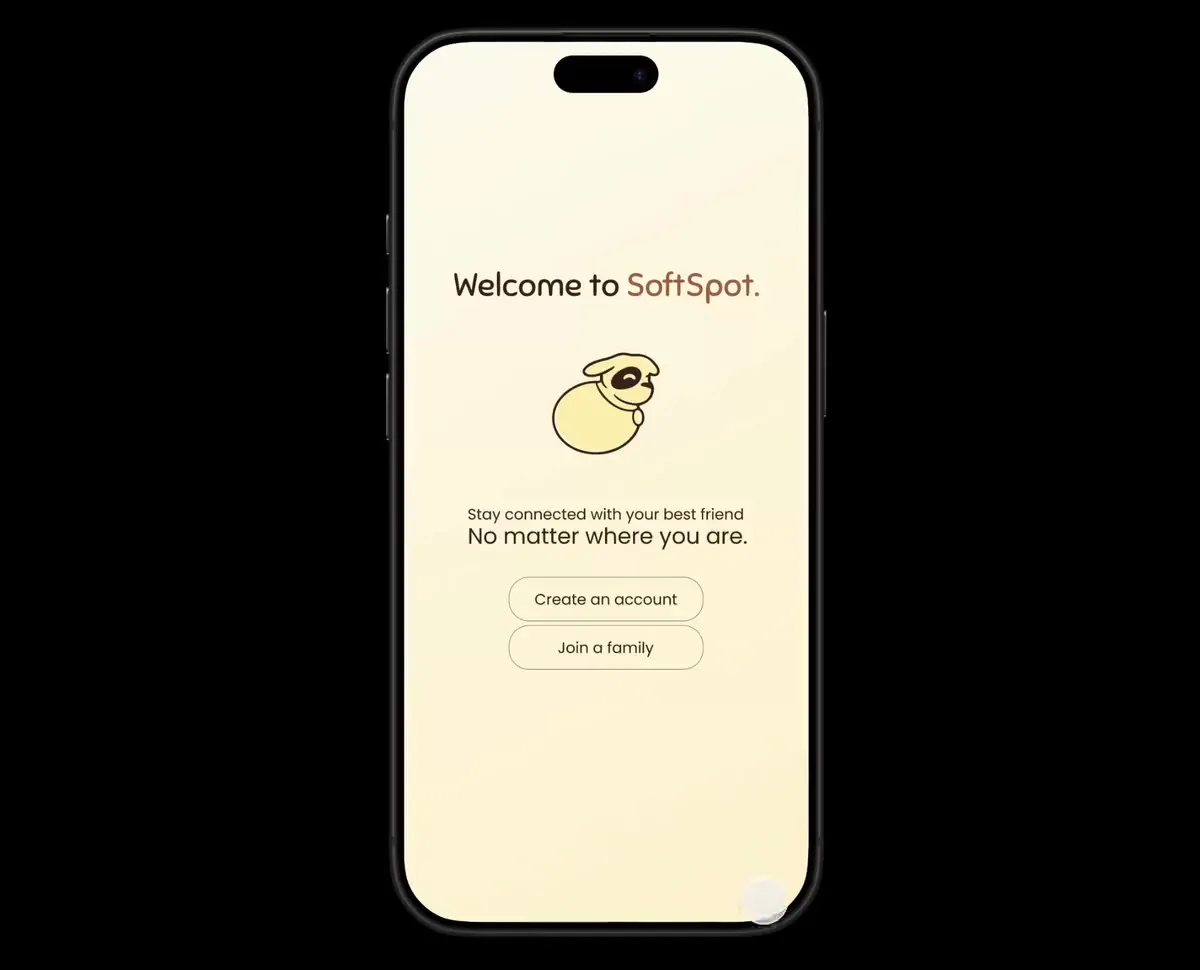 Welcome to SoftSpot.
Stay connected with your best friend
No matter where you are.
Create an account
Join a family